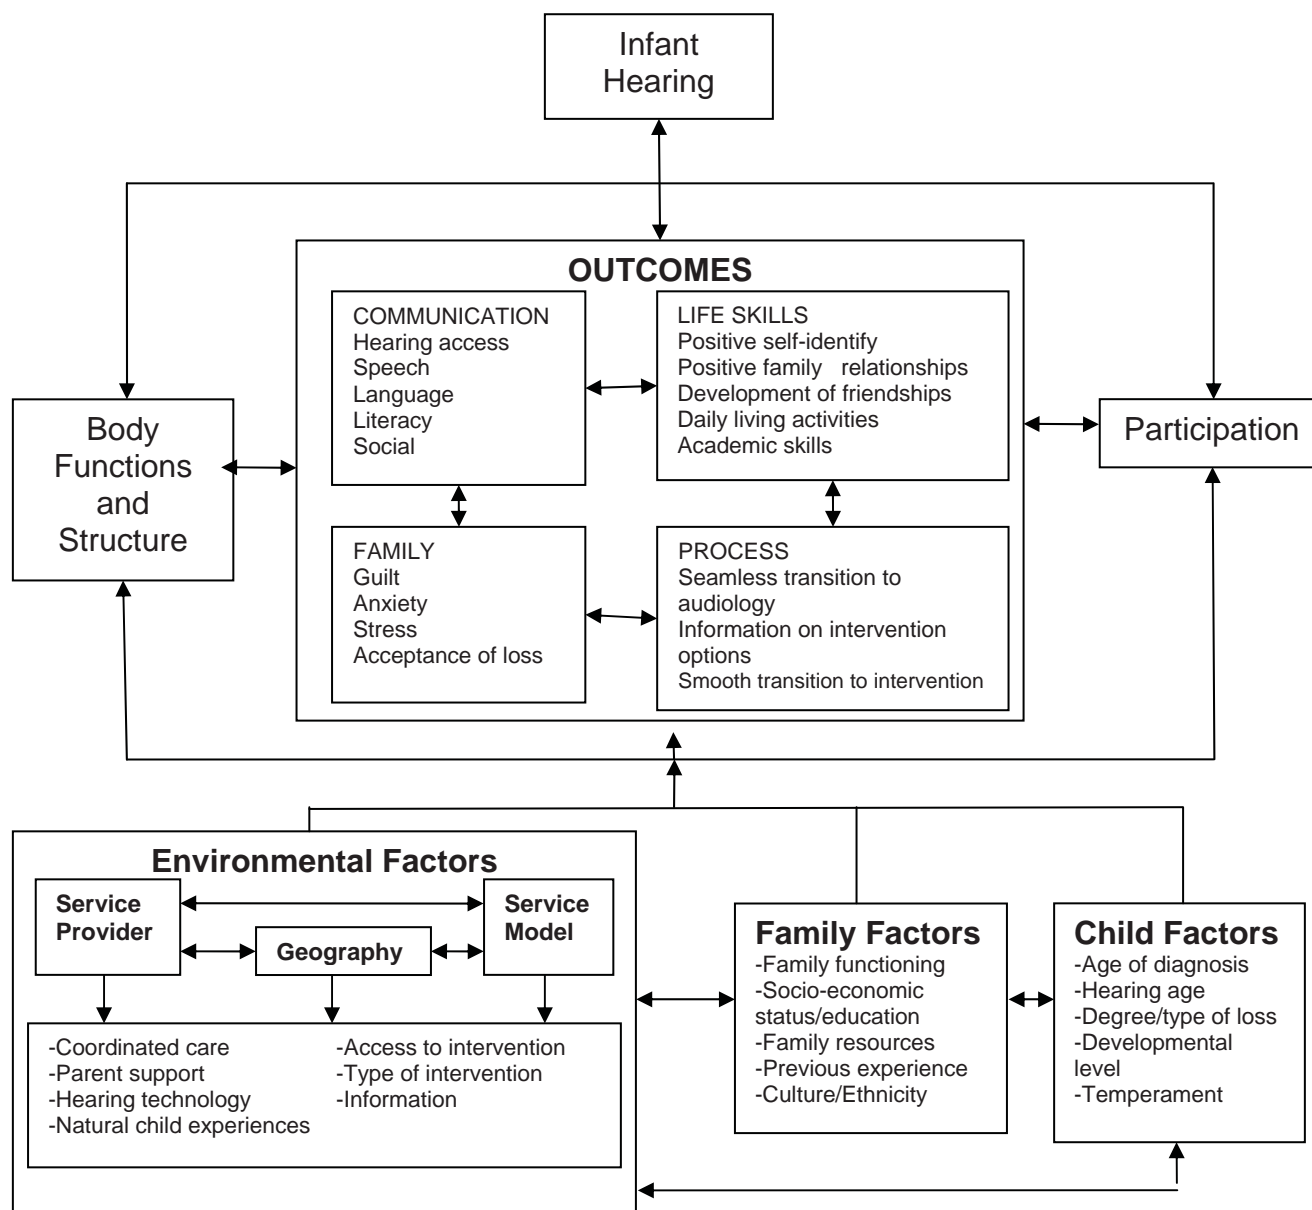 Infant
Hearing
OUTCOMES
COMMUNICATION
Hearing access
Speech
Language
Literacy
Social
LIFE SKILLS
Positive self-identify
Positive family relationships
Development of friendships
Daily living activities
Academic skills
Body
Functions
and
Structure
Participation
FAMILY
Guilt
Anxiety
Stress
Acceptance of loss
PROCESS
Seamless transition to
audiology
Information on intervention
options
Smooth transition to intervention
Environmental Factors
Service
Provider
Geography
Service
Model
-Coordinated care
-Parent support
-Hearing technology
-Natural child experiences
-Access to intervention
-Type of intervention
-Information
Family Factors
-Family functioning
-Socio-economic
status/education
-Family resources
-Previous experience
-Culture/Ethnicity
Child Factors
-Age of diagnosis
-Hearing age
-Degree/type of loss
-Developmental
level
-Temperament